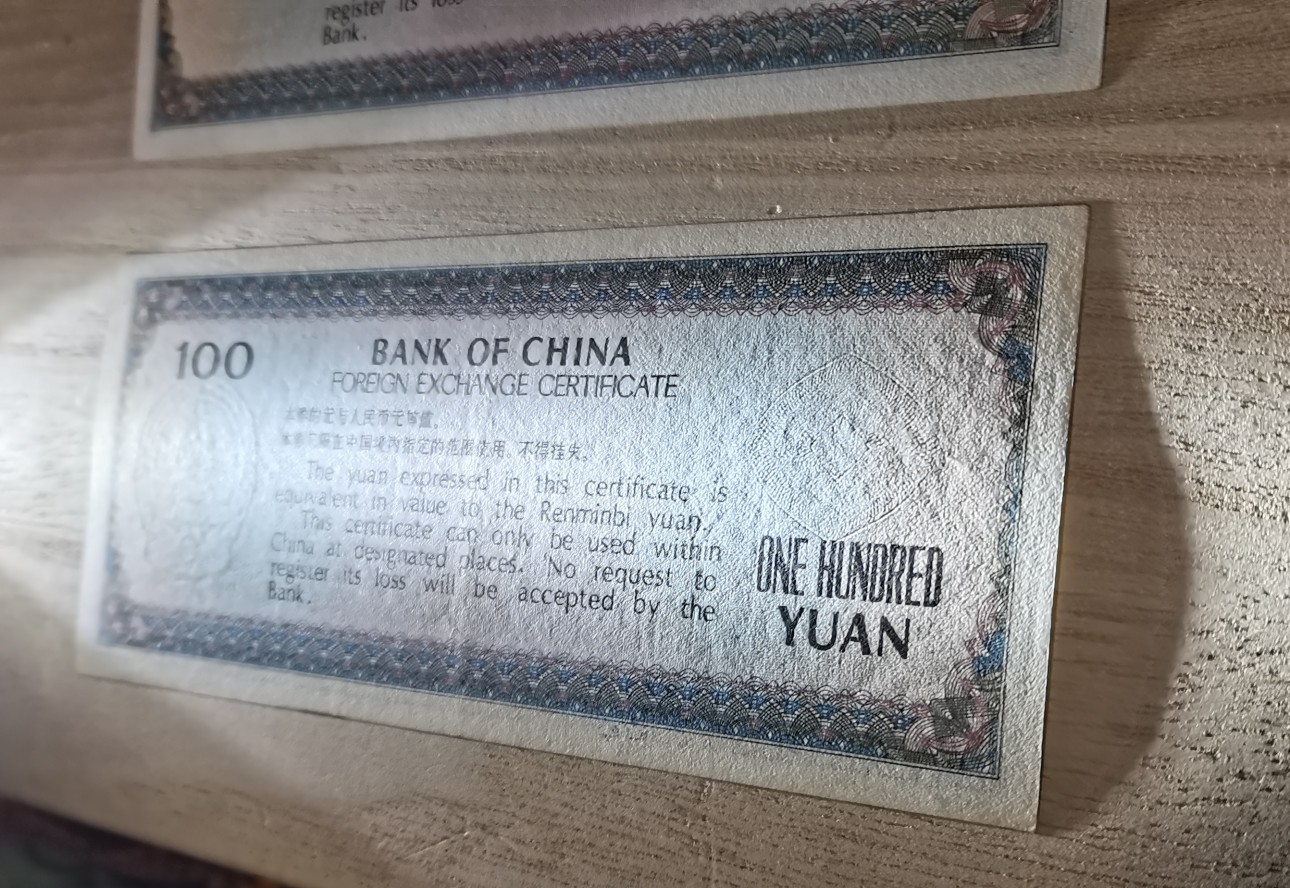 register its loss
Bank.
100
BANK OF CHINA
FOREIGN EXCHANGE CERTIFICATE
本券的元与人民币元等值。
本券只限在中国境内指定的范围使用。不得挂失。
The yuan expressed in this certificate is
equivalent in value to the Renminbi yuan.
This certificate can only be used within
China at designated places. No request to
register its loss will be accepted by the
Bank.
ONE HUNDRED
YUAN